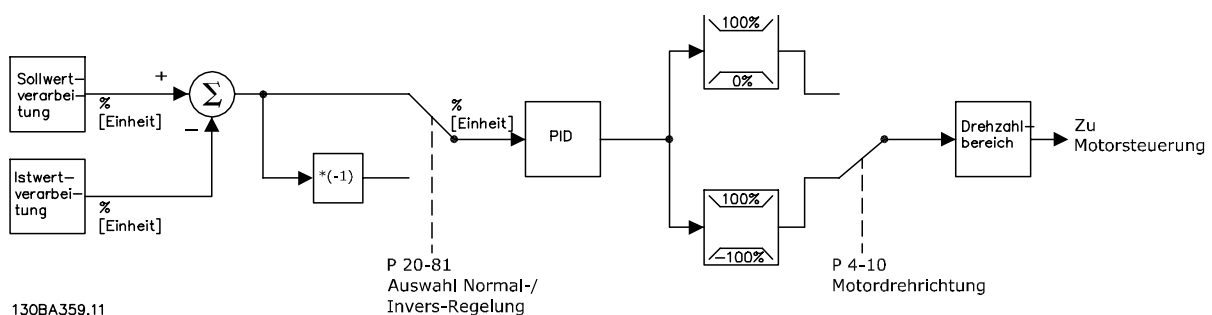 Sollwert-
verarbei-
tung
+
%
[Einheit]
Σ
−
Istwert-
verarbei-
tung
%
[Einheit]
*(-1)
P 20-81
Auswahl Normal-/
Invers-Regelung
%
[Einheit]
PID
100%
0%
100%
-100%
P 4-10
Motordrehrichtung
Drehzahl-
bereich
Zu
Motorsteuerung
130BA359.11